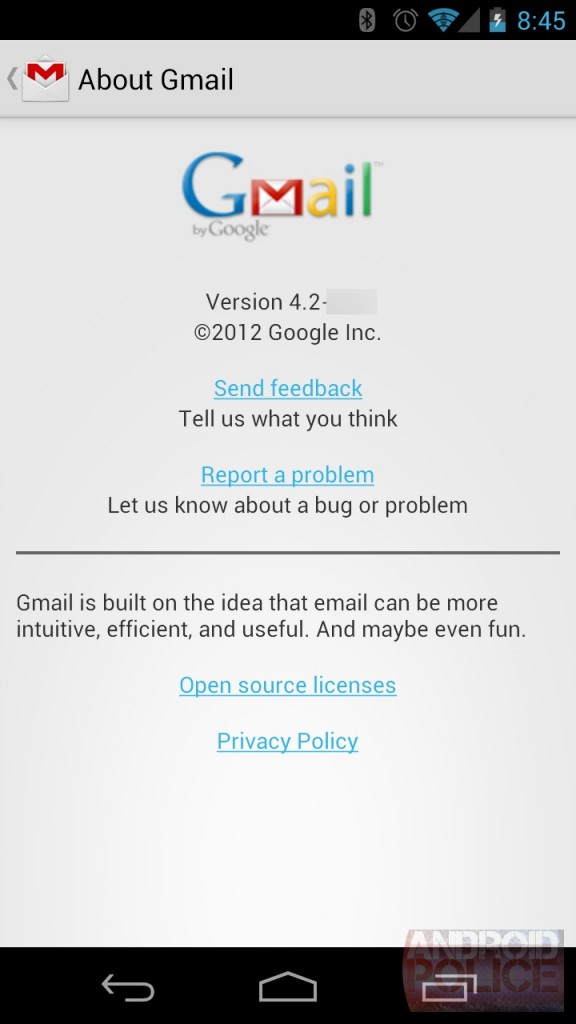 8:45
About Gmail
Gmail™
by Google
Version 4.2-
©2012 Google Inc.
Send feedback
Tell us what you think
Report a problem
Let us know about a bug or problem
Gmail is built on the idea that email can be more
intuitive, efficient, and useful. And maybe even fun.
Open source licenses
Privacy Policy
ANDROID
POLICE